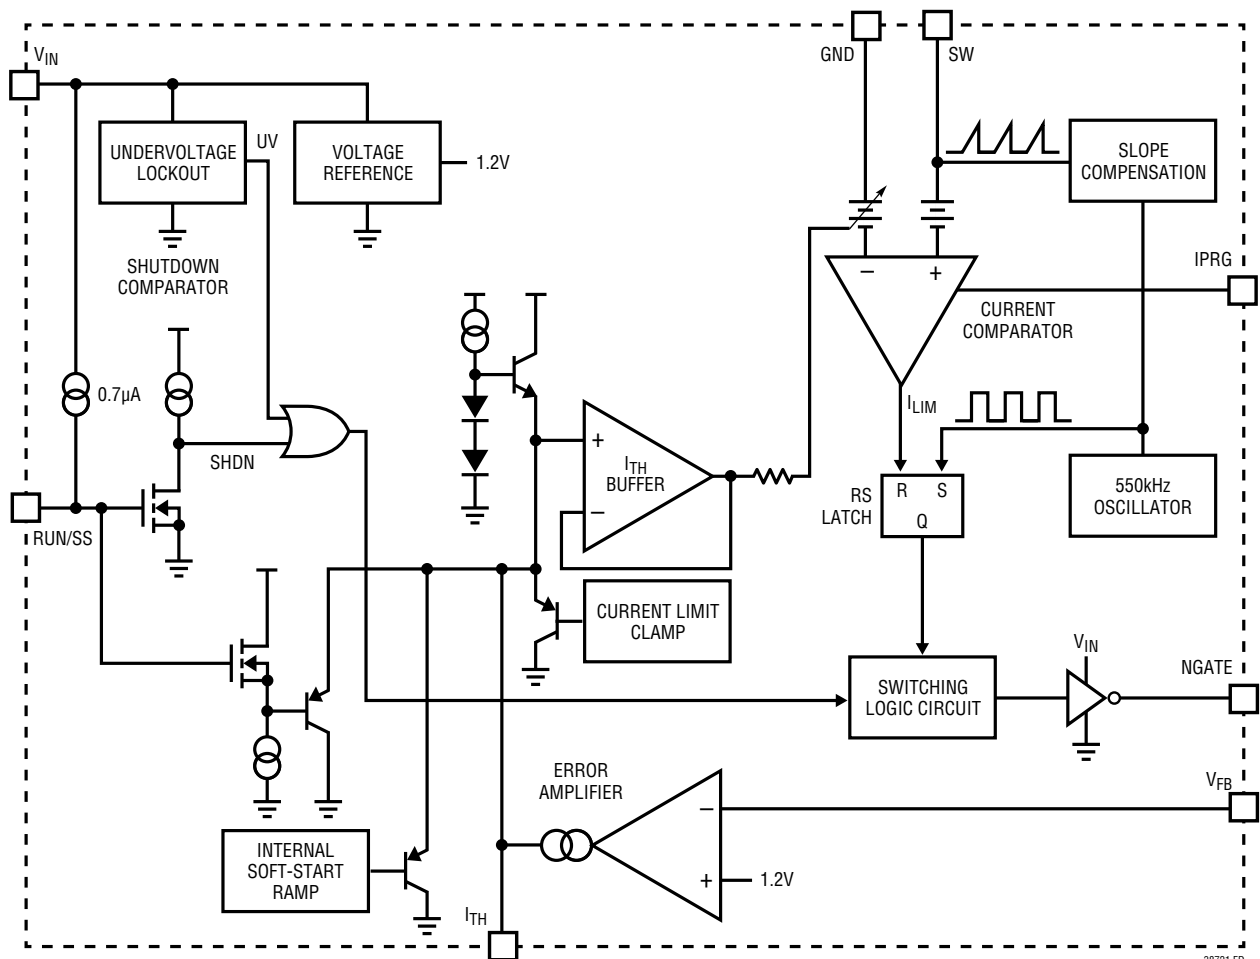 GND
SW
VIN
UV
UNDERVOLTAGE
LOCKOUT
VOLTAGE
REFERENCE
1.2V
SLOPE
COMPENSATION
SHUTDOWN
COMPARATOR
–
+
IPRG
CURRENT
COMPARATOR
0.7µA
ILIM
SHDN
+
ITH
BUFFER
–
RS
LATCH
R
S
Q
550kHz
OSCILLATOR
RUN/SS
CURRENT LIMIT
CLAMP
VIN
SWITCHING
LOGIC CIRCUIT
NGATE
ERROR
AMPLIFIER
–
VFB
INTERNAL
SOFT-START
RAMP
+
1.2V
ITH